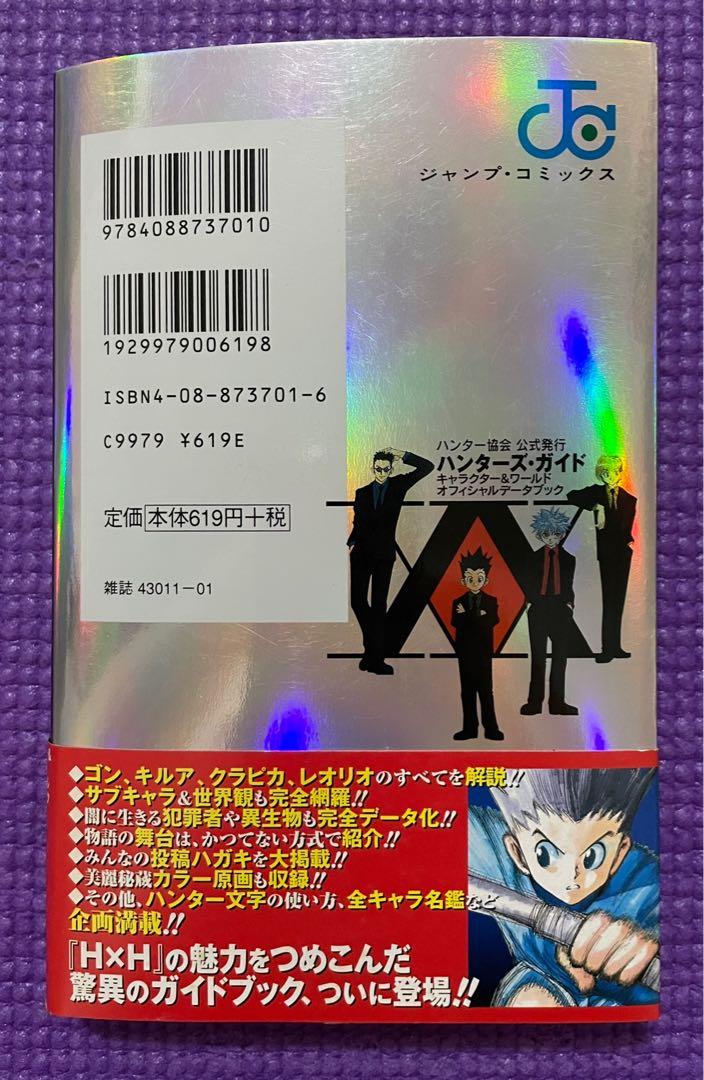 JC
ジャンプ・コミックス
9784088737010
1929979006198
ISBN4-08-873701-6
C9979 ¥619E
定価 本体619円+税
雑誌 43011-01
ハンター協会 公式発行
ハンターズ・ガイド
キャラクター&ワールド
オフィシャルデータブック
◆ゴン、キルア、クラピカ、レオリオのすべてを解説!!
◆サブキャラ&世界観も完全網羅!!
◆闇に生きる犯罪者や異生物も完全データ化!!
◆物語の舞台は、かつてない方式で紹介!!
◆みんなの投稿ハガキを大掲載!!
◆美麗秘蔵カラー原画も収録!!
◆その他、ハンター文字の使い方、全キャラ名鑑など
企画満載!!
『H×H』の魅力をつめこんだ
驚異のガイドブック、ついに登場!!